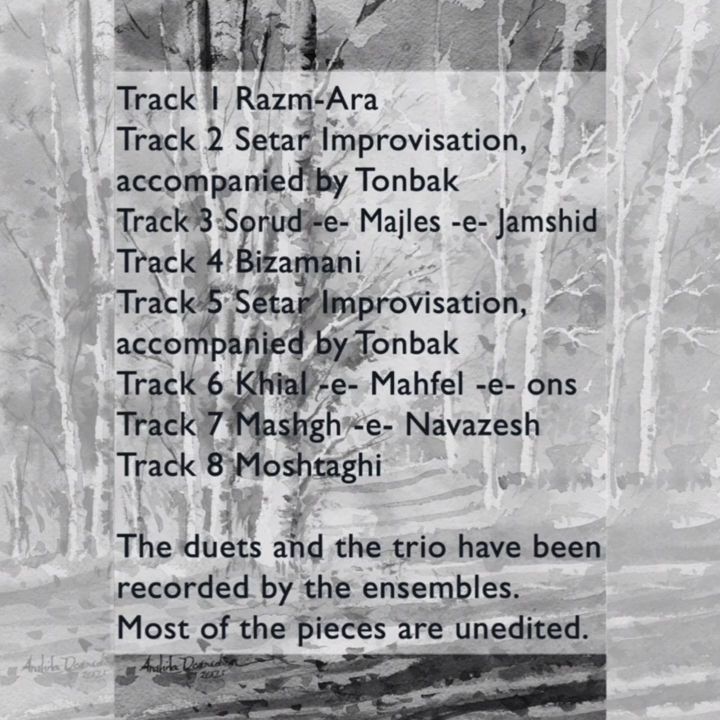 Track 1 Razm-Ara
Track 2 Setar Improvisation,
accompanied by Tonbak
Track 3 Sorud -e- Majles -e- Jamshid
Track 4 Bizamani
Track 5 Setar Improvisation,
accompanied by Tonbak
Track 6 Khial -e- Mahfel -e- ons
Track 7 Mashgh -e- Navazesh
Track 8 Moshtaghi
The duets and the trio have been
recorded by the ensembles.
Most of the pieces are unedited.